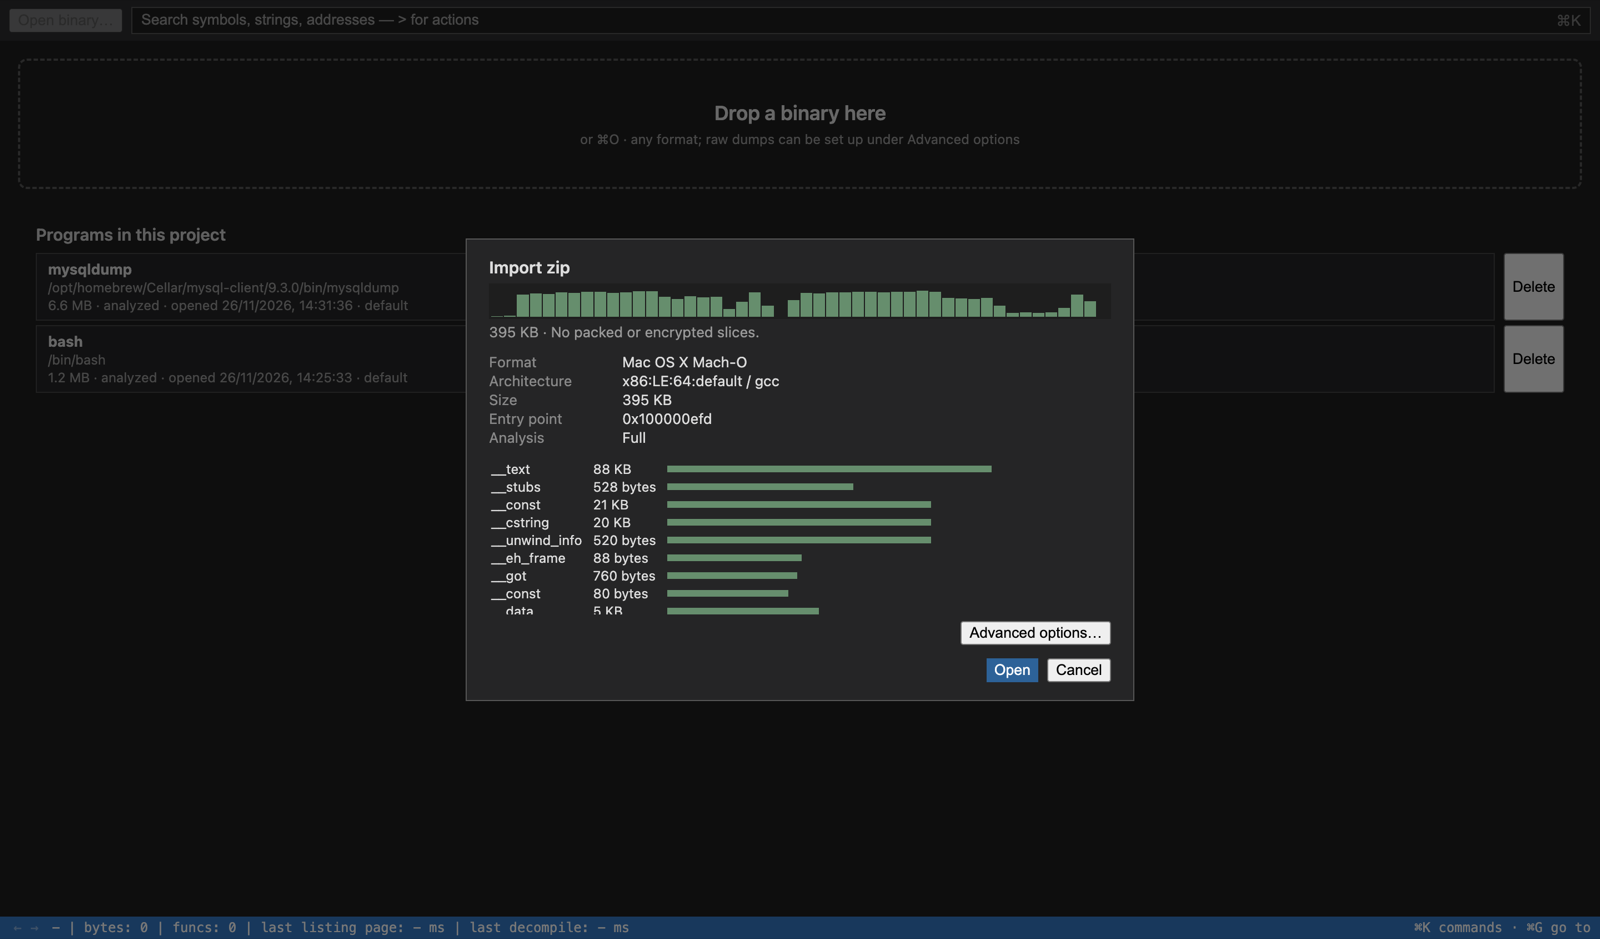 Open binary…
Search symbols, strings, addresses — > for actions
⌘K
Drop a binary here
or ⌘O · any format; raw dumps can be set up under Advanced options
Programs in this project
mysqldump
/opt/homebrew/Cellar/mysql-client/9.3.0/bin/mysqldump
6.6 MB · analyzed · opened 26/11/2026, 14:31:36 · default
Delete
bash
/bin/bash
1.2 MB · analyzed · opened 26/11/2026, 14:25:33 · default
Delete
Import zip
395 KB · No packed or encrypted slices.
Format Mac OS X Mach-O
Architecture x86:LE:64:default / gcc
Size 395 KB
Entry point 0x100000efd
Analysis Full
__text 88 KB
__stubs 528 bytes
__const 21 KB
__cstring 20 KB
__unwind_info 520 bytes
__eh_frame 88 bytes
__got 760 bytes
__const 80 bytes
__data 5 KB
Advanced options…
Open
Cancel
← → – | bytes: 0 | funcs: 0 | last listing page: – ms | last decompile: – ms
⌘K commands · ⌘G go to